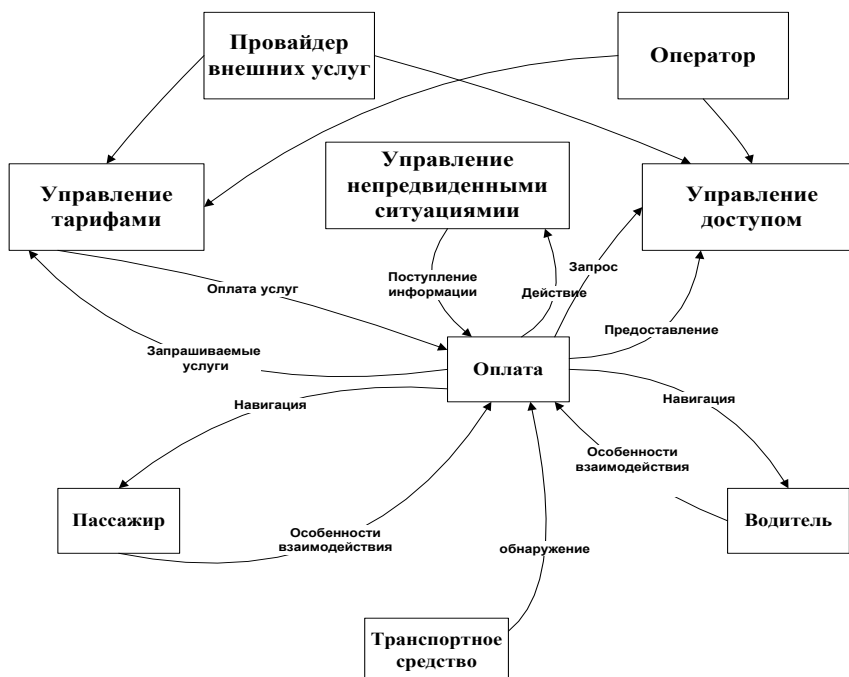 Провайдер
внешних услуг
Оператор
Управление
тарифами
Управление
непредвиденными
ситуациямии
Управление
доступом
Запрос
Поступление
информации
Оплата услуг
Действие
Предоставление
Запрашиваемые
услуги
Оплата
Навигация
Навигация
Особенности
взаимодействия
Пассажир
Водитель
Особенности
взаимодействия
обнаружение
Транспортное
средство